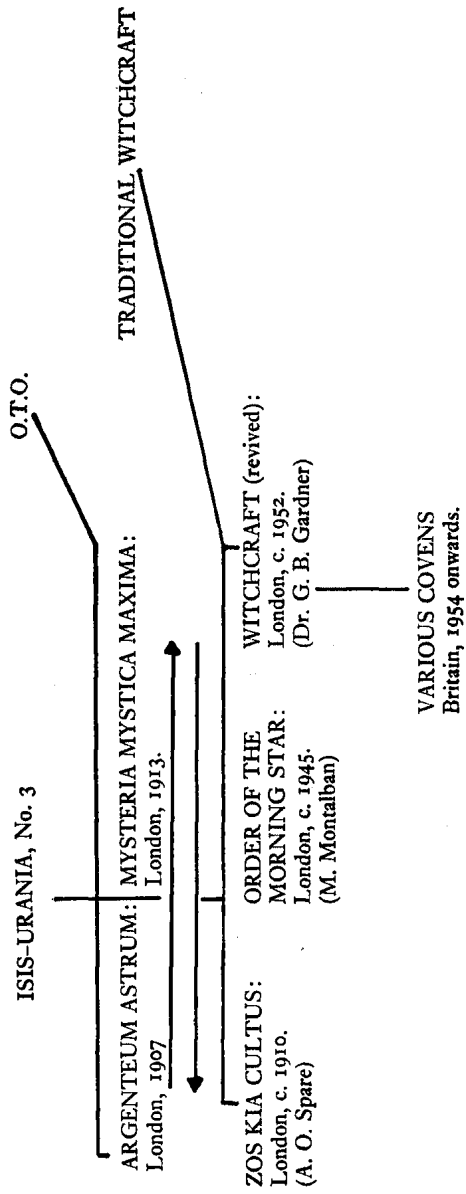 ISIS-URANIA, No. 3
O.T.O.
ARGENTEUM ASTRUM:
London, 1907
MYSTERIA MYSTICA MAXIMA:
London, 1913.
TRADITIONAL WITCHCRAFT
ZOS KIA CULTUS:
London, c. 1910.
(A. O. Spare)
ORDER OF THE
MORNING STAR:
London, c. 1945.
(M. Montalban)
WITCHCRAFT (revived):
London, c. 1952.
(Dr. G. B. Gardner)
VARIOUS COVENS
Britain, 1954 onwards.